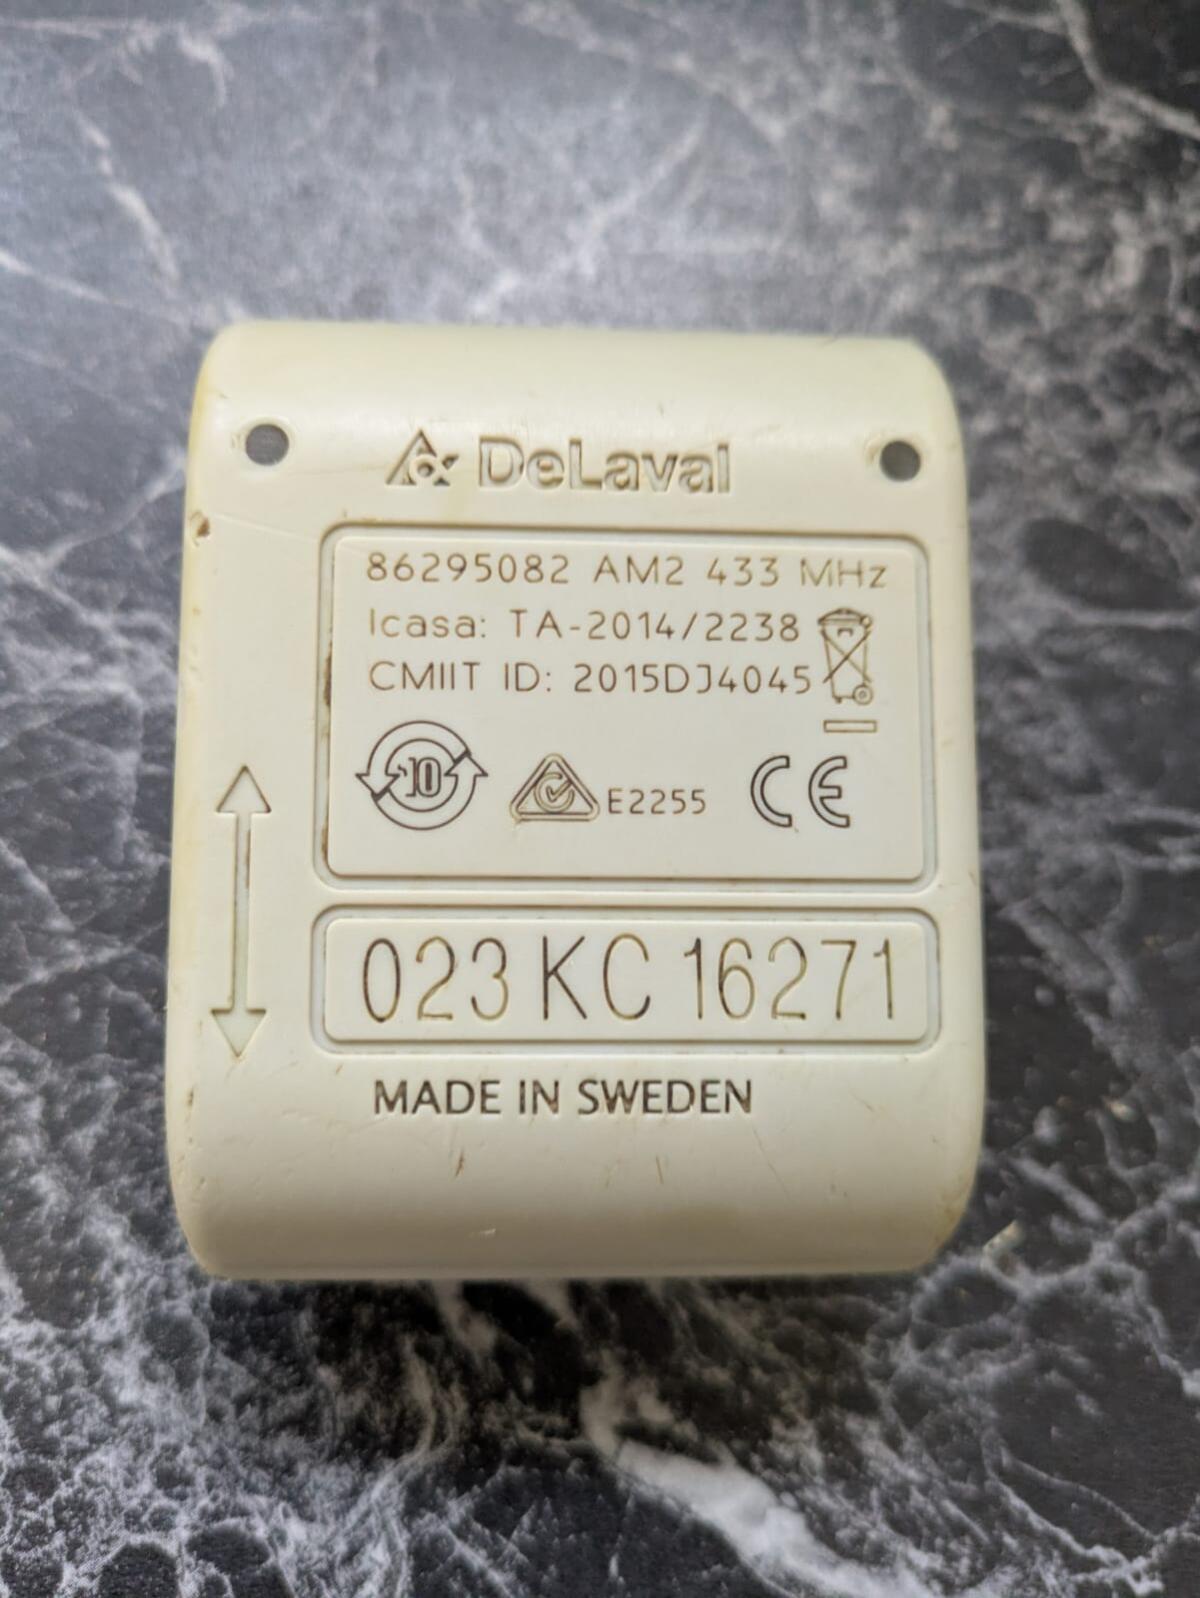 DeLaval
86295082 AM2 433 MHz
Icasa: TA-2014/2238
CMIIT ID: 2015DJ4045
10
E2255
CE
023 KC 16271
MADE IN SWEDEN